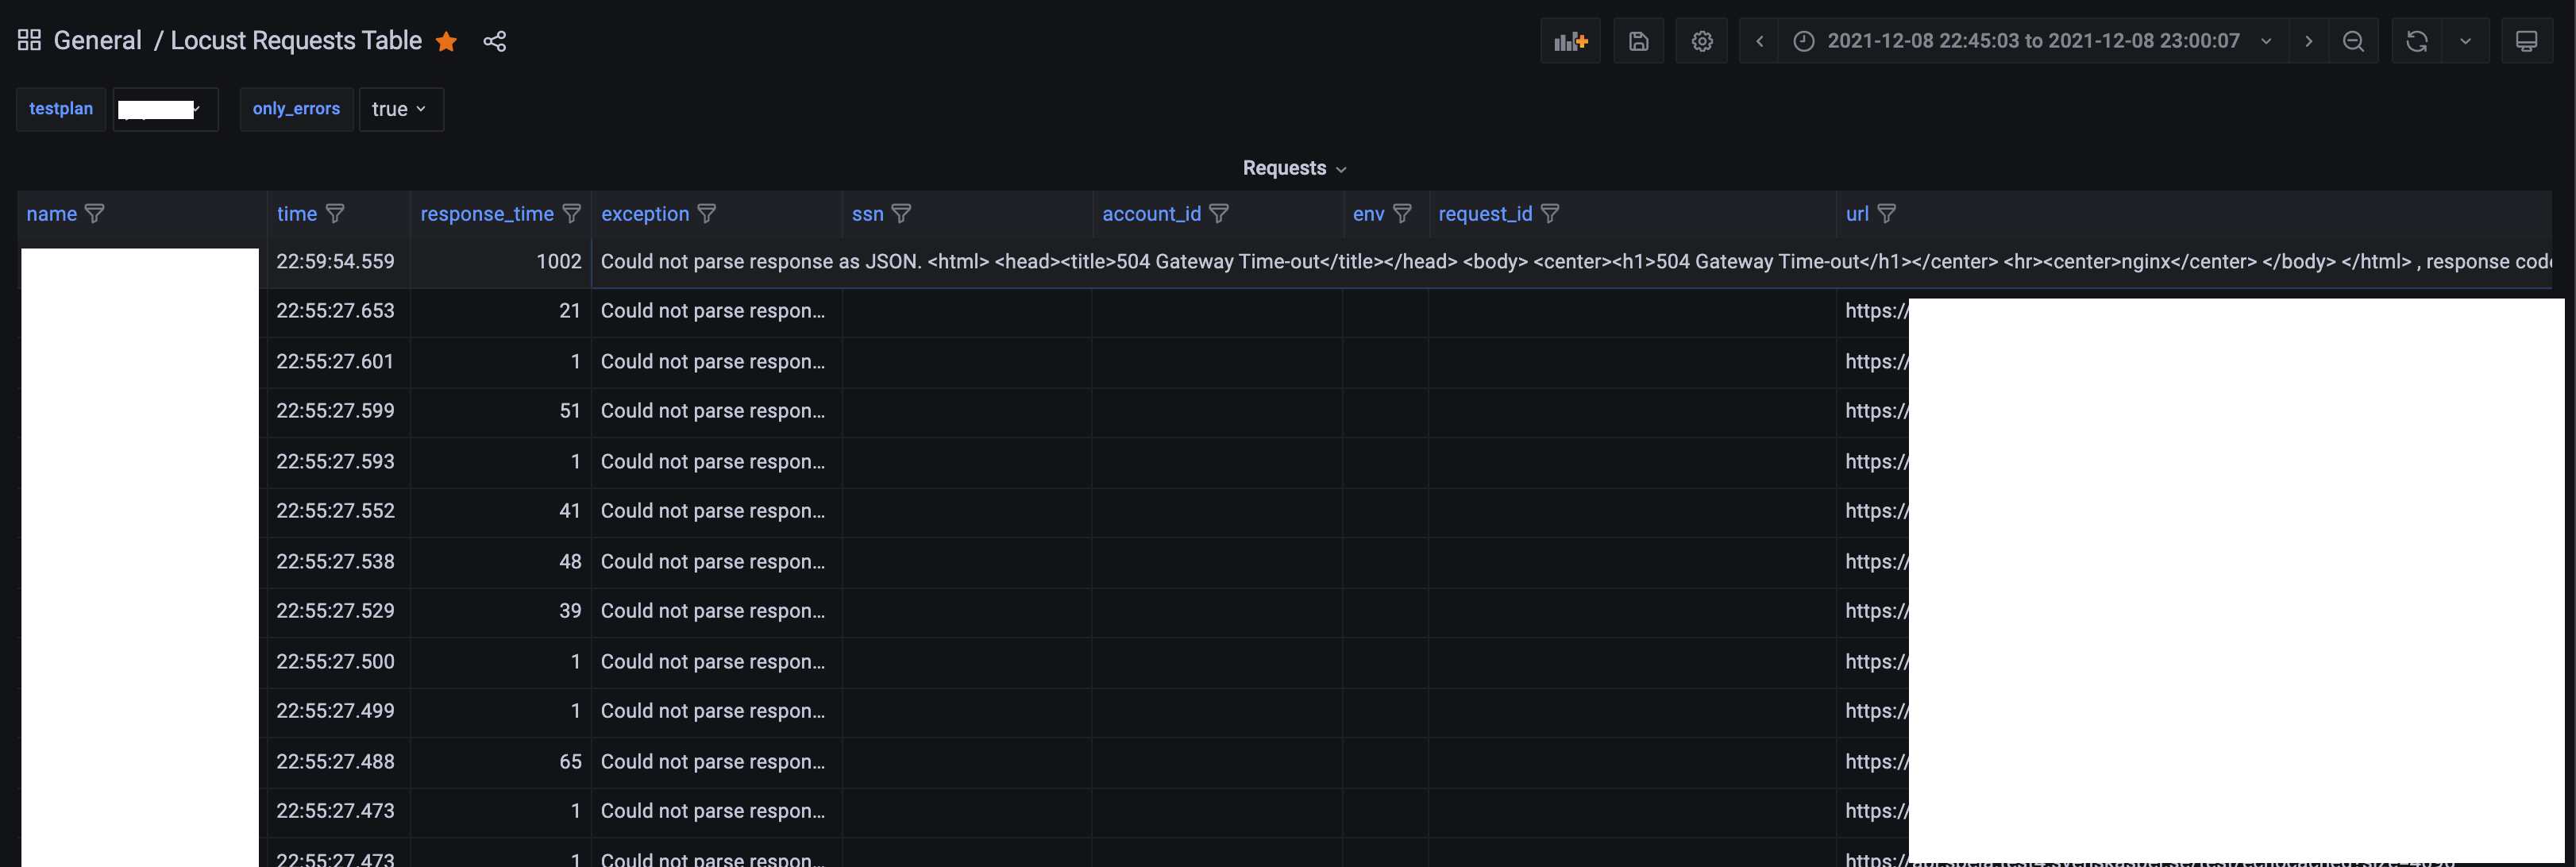 General / Locust Requests Table
2021-12-08 22:45:03 to 2021-12-08 23:00:07
testplan only_errors true
Requests
name time response_time exception ssn account_id env request_id url
22:59:54.559 1002 Could not parse response as JSON. <html> <head><title>504 Gateway Time-out</title></head> <body> <center><h1>504 Gateway Time-out</h1></center> <hr><center>nginx</center> </body> </html> , response code
22:55:27.653 21 Could not parse respon... https://
22:55:27.601 1 Could not parse respon... https://
22:55:27.599 51 Could not parse respon... https://
22:55:27.593 1 Could not parse respon... https://
22:55:27.552 41 Could not parse respon... https://
22:55:27.538 48 Could not parse respon... https://
22:55:27.529 39 Could not parse respon... https://
22:55:27.500 1 Could not parse respon... https://
22:55:27.499 1 Could not parse respon... https://
22:55:27.488 65 Could not parse respon... https://
22:55:27.473 1 Could not parse respon... https://
22:55:27.473 1 Could not parse respon... https://